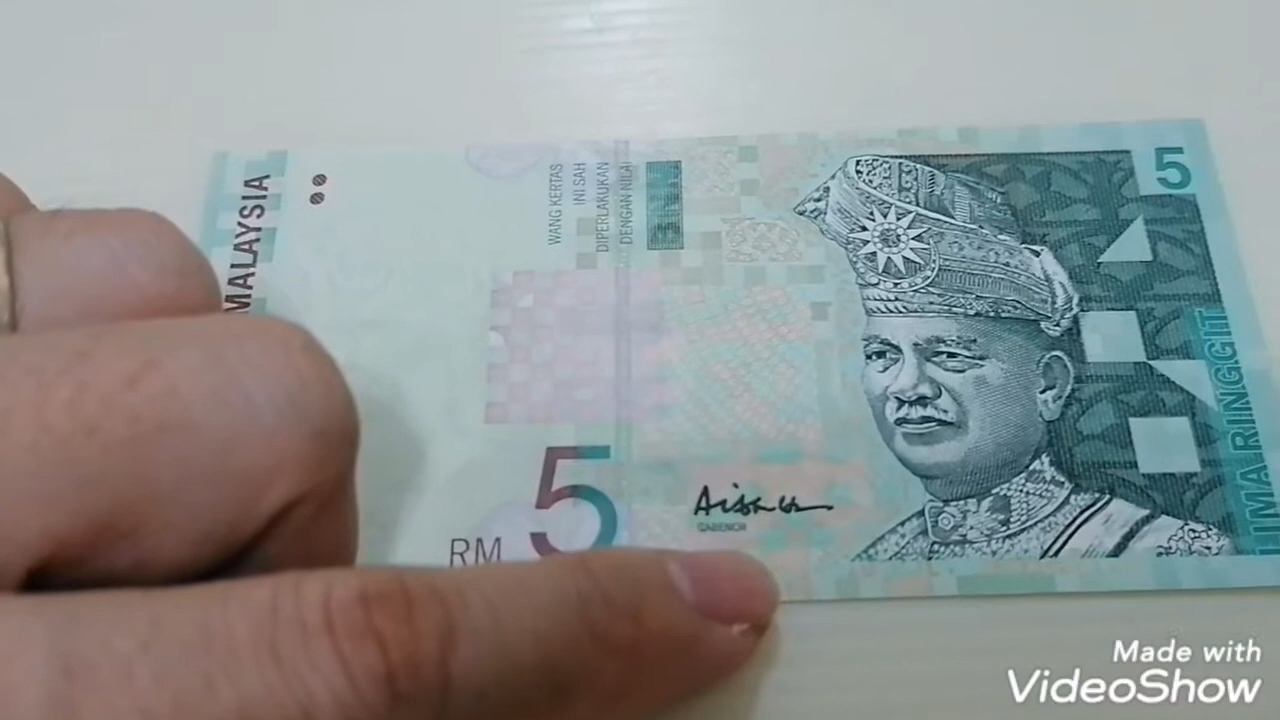 MALAYSIA
WANG KERTAS
INI SAH
DIPERLAKUKAN
DENGAN NILAI
5
LIMA RINGGIT
RM 5
GABENOR
Made with
VideoShow